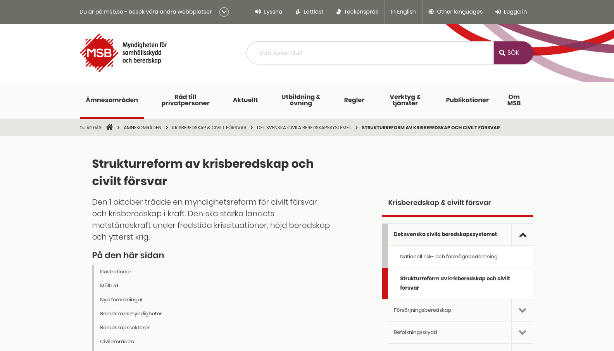 Du är på msb.se - besök våra andra webbplatser
Lyssna
Lättläst
Teckenspråk
In English
Other languages
Logga in
MSB
Myndigheten för
samhällsskydd
och beredskap
Vad söker du?
SÖK
Ämnesområden
Råd till
privatpersoner
Aktuellt
Utbildning &
övning
Regler
Verktyg &
tjänster
Publikationer
Om
MSB
Du är här:
ÄMNESOMRÅDEN
KRISBEREDSKAP & CIVILT FÖRSVAR
DET SVENSKA CIVILA BEREDSKAPSSYSTEMET
STRUKTURREFORM AV KRISBEREDSKAP OCH CIVILT FÖRSVAR
Strukturreform av krisberedskap och
civilt försvar
Den 1 oktober trädde en myndighetsreform för civilt försvar
och krisberedskap i kraft. Den ska stärka landets
motståndskraft under fredstida krissituationer, höjd beredskap
och ytterst krig.
På den här sidan
Illustrationer
Målbild
Nya förordningar
Beredskapsmyndigheter
Beredskapssektorer
Civilområden
Krisberedskap & civilt försvar
Det svenska civila beredskapssystemet
Nationell risk- och förmågebedömning
Strukturreform av krisberedskap och civilt
försvar
Försörjningsberedskap
Befolkningsskydd